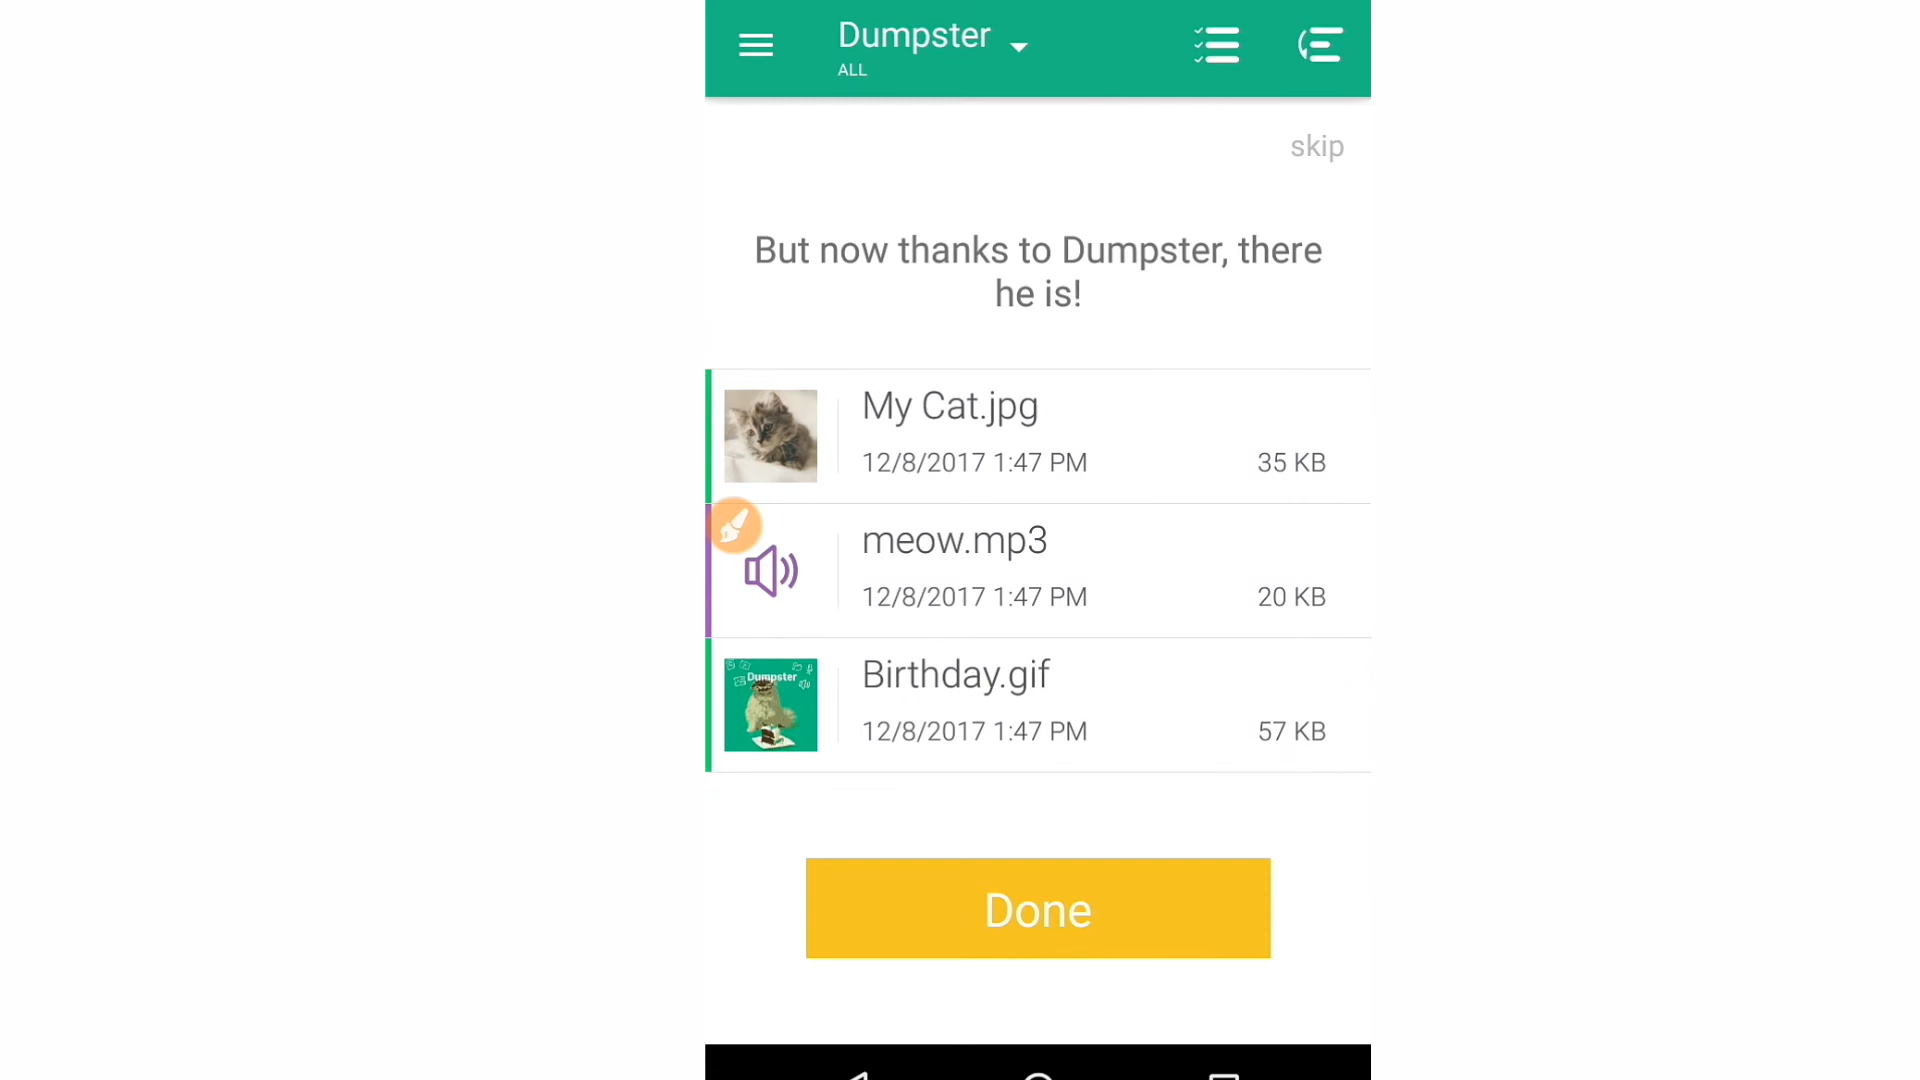 Dumpster
ALL
skip
But now thanks to Dumpster, there
he is!
My Cat.jpg
12/8/2017 1:47 PM 35 KB
meow.mp3
12/8/2017 1:47 PM 20 KB
Dumpster
Birthday.gif
12/8/2017 1:47 PM 57 KB
Done